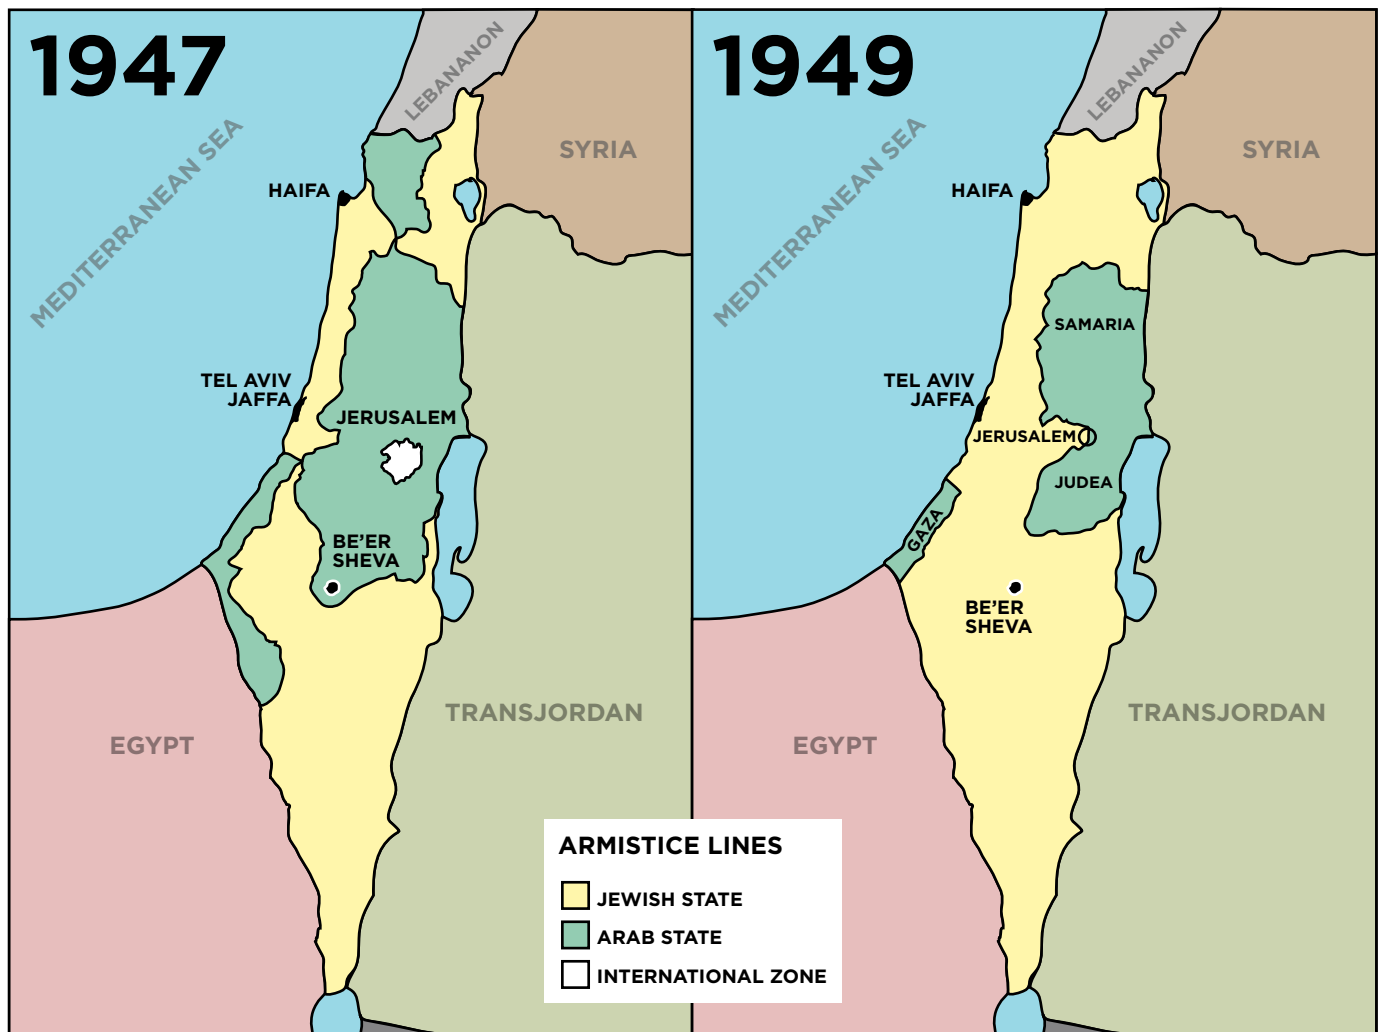 1947
LEBANANON
MEDITERRANEAN SEA
SYRIA
HAIFA
TEL AVIV
JAFFA
JERUSALEM
BE'ER
SHEVA
TRANSJORDAN
EGYPT
1949
LEBANANON
MEDITERRANEAN SEA
SYRIA
HAIFA
SAMARIA
TEL AVIV
JAFFA
JERUSALEM
JUDEA
GAZA
BE'ER
SHEVA
TRANSJORDAN
EGYPT
ARMISTICE LINES
JEWISH STATE
ARAB STATE
INTERNATIONAL ZONE